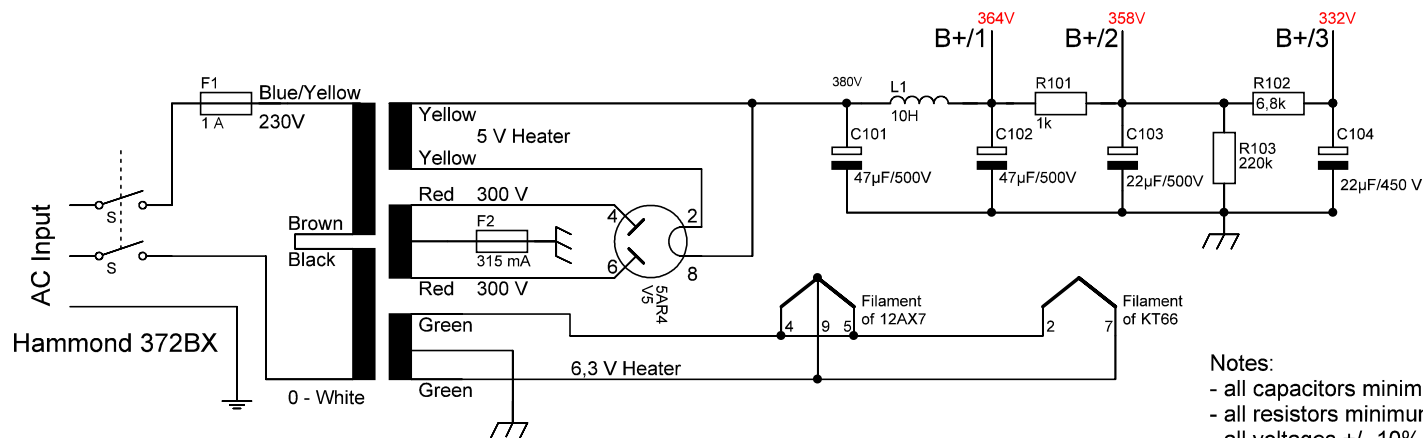 364V
358V
332V
B+/1
B+/2
B+/3
F1
1 A
Blue/Yellow
230V
Yellow
5 V Heater
Yellow
380V
L1
10H
R101
1k
R102
6,8k
C101
47µF/500V
C102
47µF/500V
C103
22µF/500V
R103
220k
C104
22µF/450 V
Red 300 V
F2
315 mA
4
2
6
8
5AR4
V5
Red 300 V
S
S
AC Input
Brown
Black
Hammond 372BX
0 - White
Green
6,3 V Heater
Green
4
9
5
Filament
of 12AX7
2
7
Filament
of KT66
Notes:
- all capacitors minim
- all resistors minimu
- all voltages +/- 10%